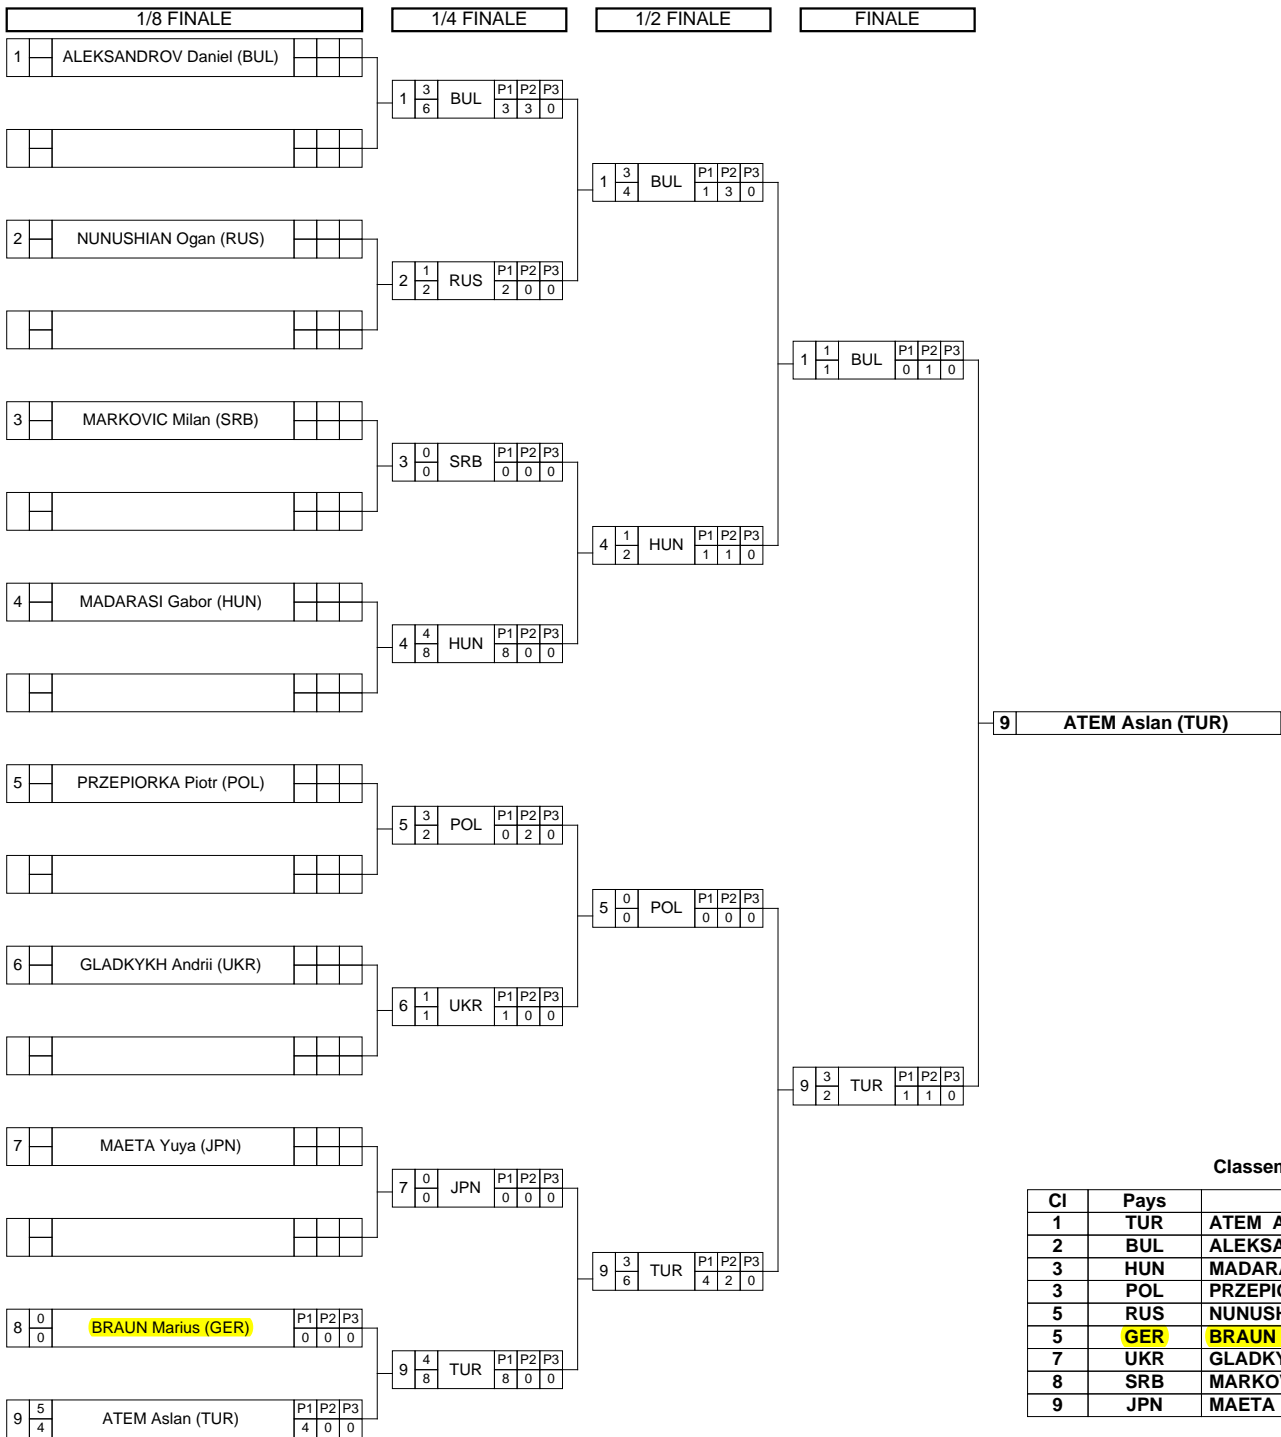 1/8 FINALE 1/4 FINALE 1/2 FINALE FINALE
1 ALEKSANDROV Daniel (BUL)
1 3 6 BUL P1 P2 P3 3 3 0
1 3 4 BUL P1 P2 P3 1 3 0
2 NUNUSHIAN Ogan (RUS)
2 1 2 RUS P1 P2 P3 2 0 0
1 1 1 BUL P1 P2 P3 0 1 0
3 MARKOVIC Milan (SRB)
3 0 0 SRB P1 P2 P3 0 0 0
4 1 2 HUN P1 P2 P3 1 1 0
4 MADARASI Gabor (HUN)
4 4 8 HUN P1 P2 P3 8 0 0
9 ATEM Aslan (TUR)
5 PRZEPIORKA Piotr (POL)
5 3 2 POL P1 P2 P3 0 2 0
5 0 0 POL P1 P2 P3 0 0 0
6 GLADKYKH Andrii (UKR)
6 1 1 UKR P1 P2 P3 1 0 0
9 3 2 TUR P1 P2 P3 1 1 0
7 MAETA Yuya (JPN)
7 0 0 JPN P1 P2 P3 0 0 0
9 3 6 TUR P1 P2 P3 4 2 0
8 0 0 BRAUN Marius (GER) P1 P2 P3 0 0 0
9 4 8 TUR P1 P2 P3 8 0 0
9 5 4 ATEM Aslan (TUR) P1 P2 P3 4 0 0
Cl Pays
1 TUR ATEM
2 BUL
3 HUN
3 POL
5 RUS
5 GER BRAUN
7 UKR
8 SRB
9 JPN MAETA